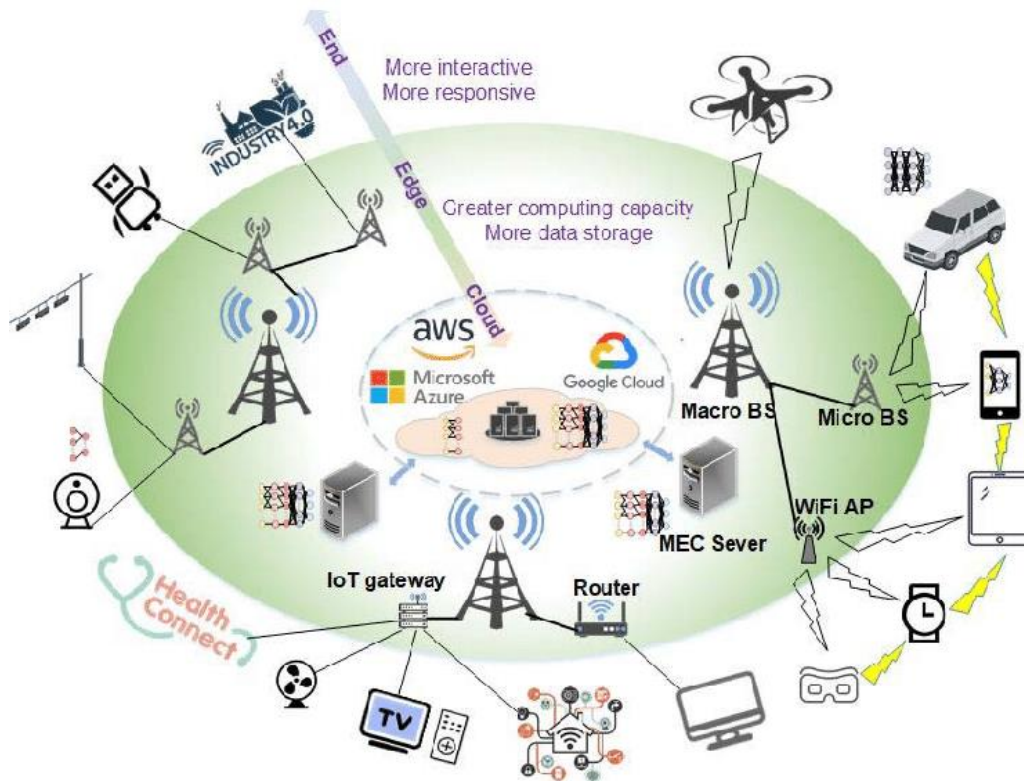 End
More interactive
More responsive
INDUSTRY 4.0
Edge
Greater computing capacity
More data storage
Cloud
aws
Microsoft
Azure
Google Cloud
Macro BS
Micro BS
WiFi AP
MEC Sever
IoT gateway
Router
Health
Connect
TV